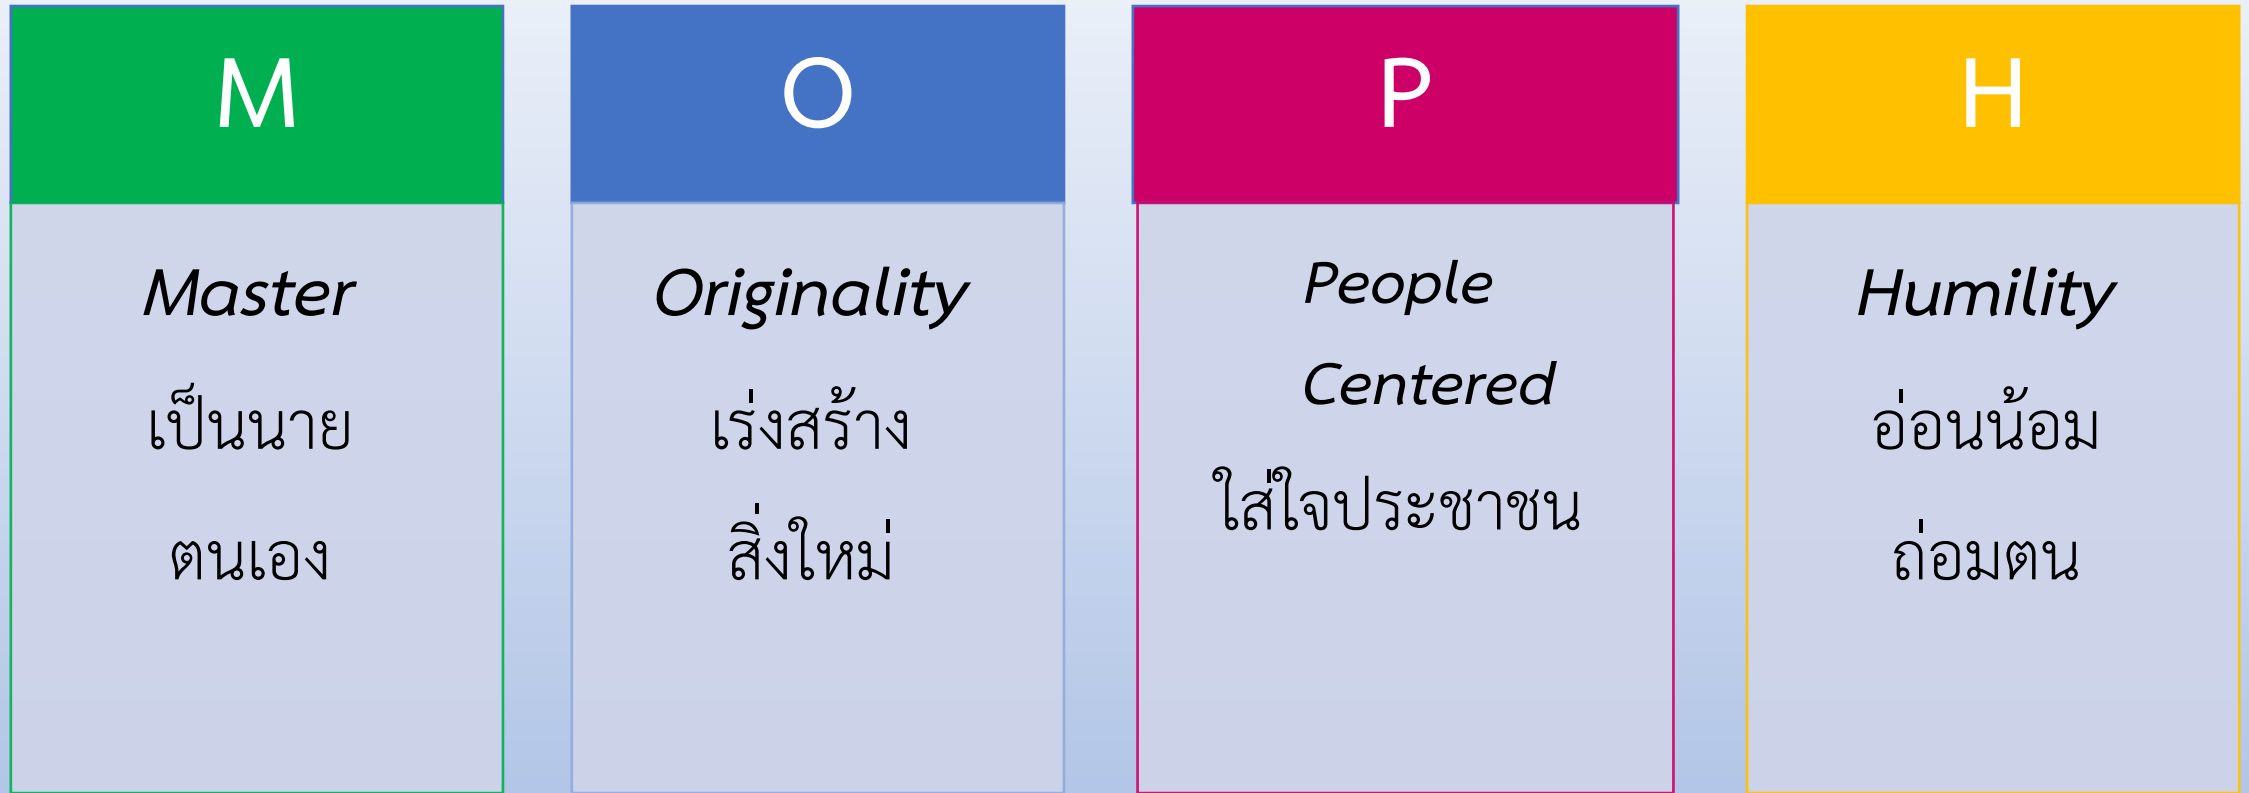 M
Master
เป็นนาย
ตนเอง
O
Originality
เร่งสร้าง
สิ่งใหม่
P
People
Centered
ใส่ใจประชาชน
H
Humility
อ่อนน้อม
ถ่อมตน